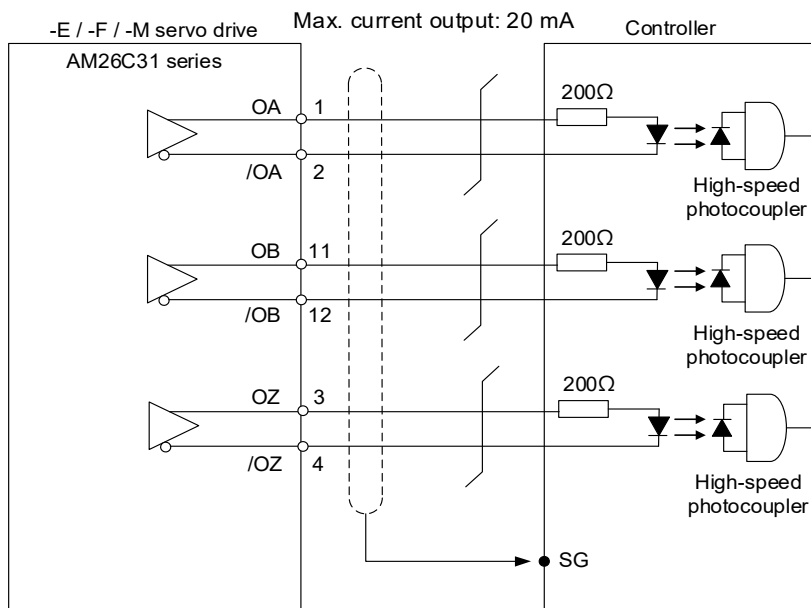 -E / -F / -M servo drive
Max. current output: 20 mA
Controller
AM26C31 series
OA
1
200Ω
/OA
2
High-speed
photocoupler
OB
11
200Ω
/OB
12
High-speed
photocoupler
OZ
3
200Ω
/OZ
4
High-speed
photocoupler
SG